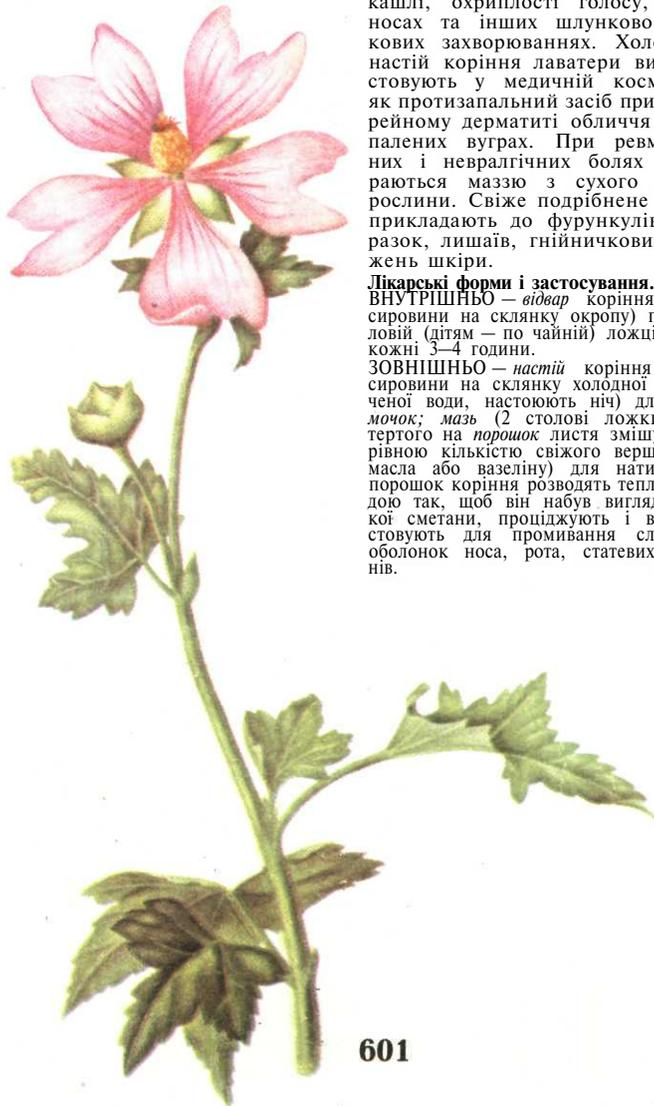 кашлі, охриплості голосу,
носах та інших шлунково
кових захворюваннях. Хол
настій коріння лаватери ви
стовують у медичній косм
як протизапальний засіб при
рейному дерматиті обличчя
палених вуграх. При ревм
них і невралгічних болях
раються маззю з сухого
рослини. Свіже подрібнене
прикладають до фурункулі
разок, лишаїв, гнійничкови
жень шкіри.
Лікарські форми і застосування.
ВНУТРІШНЬО — відвар коріння
сировини на склянку окропу) п
ловій (дітям — по чайній) ложці
кожні 3—4 години.
ЗОВНІШНЬО — настій коріння
сировини на склянку холодної
ченої води, настоюють ніч) дл
мочок; мазь (2 столові ложк
тертого на порошок листя зміш
рівною кількістю свіжого верш
масла або вазеліну) для нати
порошок коріння розводять тепл
дою так, щоб він набув вигляд
кої сметани, проціджують і в
стовують для промивання сл
оболонок носа, рота, статевих
нів.
601